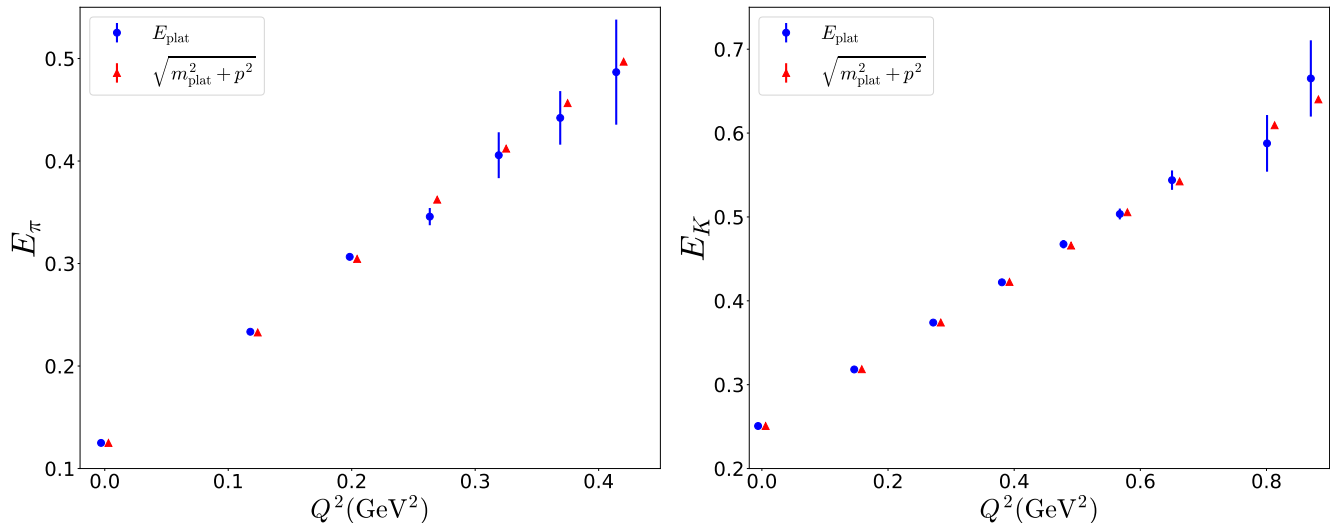 E_plat
√(m²_plat + p²)
0.5
0.4
0.3
0.2
0.1
E_π
0.0 0.1 0.2 0.3 0.4
Q² (GeV²)
E_plat
√(m²_plat + p²)
0.7
0.6
0.5
0.4
0.3
0.2
E_K
0.0 0.2 0.4 0.6 0.8
Q² (GeV²)